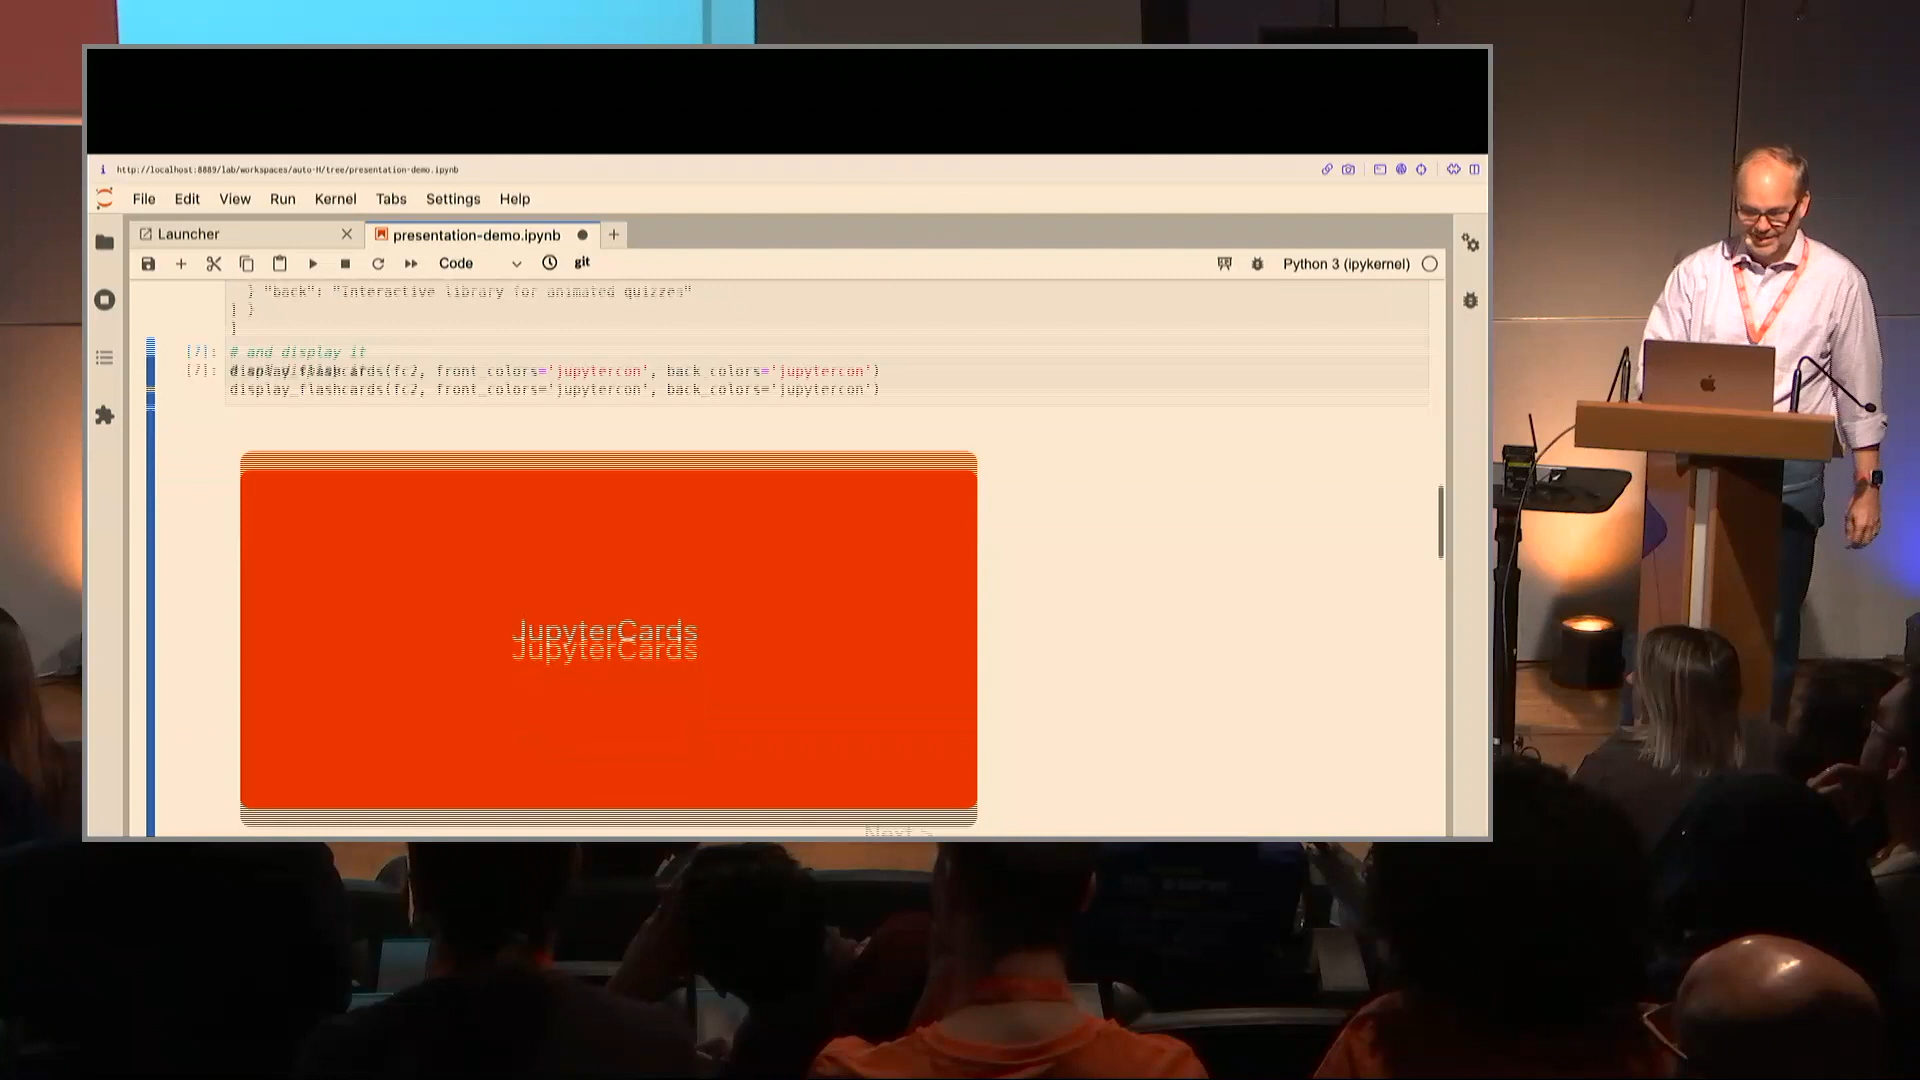 http://localhost:8889/lab/workspaces/auto-H/tree/presentation-demo.ipynb
File Edit View Run Kernel Tabs Settings Help
Launcher
presentation-demo.ipynb
Code
git
Python 3 (ipykernel)
} "back": "Interactive library for animated quizzes"
}
]
[7]: # and display it
display_flashcards(fc2, front_colors='jupytercon', back_colors='jupytercon')
JupyterCards
Next >